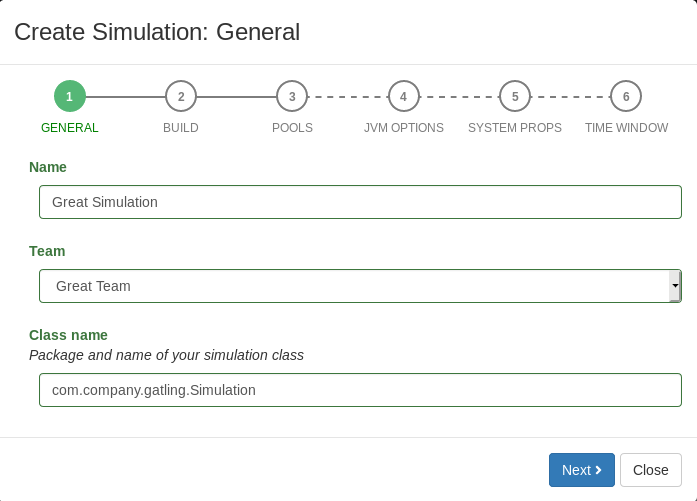 Create Simulation: General
1 2 3 4 5 6
GENERAL BUILD POOLS JVM OPTIONS SYSTEM PROPS TIME WINDOW
Name
Great Simulation
Team
Great Team
Class name
Package and name of your simulation class
com.company.gatling.Simulation
Next Close